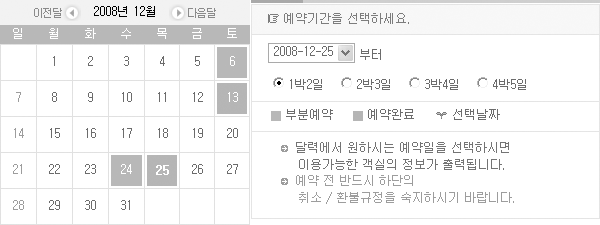 이전달 2008년 12월 다음달
일 월 화 수 목 금 토
1 2 3 4 5 6
7 8 9 10 11 12 13
14 15 16 17 18 19 20
21 22 23 24 25 26 27
28 29 30 31
예약기간을 선택하세요.
2008-12-25 부터
1박2일 2박3일 3박4일 4박5일
부분예약 예약완료 선택날짜
달력에서 원하시는 예약일을 선택하시면
이용가능한 객실의 정보가 출력됩니다.
예약 전 반드시 하단의
취소 / 환불규정을 숙지하시기 바랍니다.